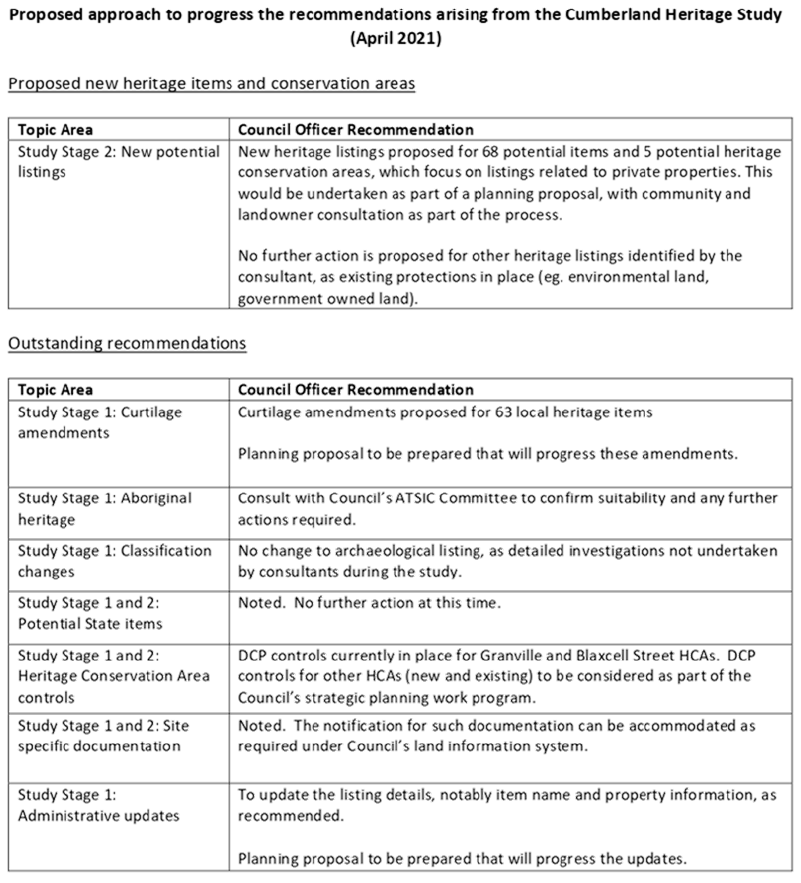 Proposed approach to progress the recommendations arising from the Cumberland Heritage Study
(April 2021)
Proposed new heritage items and conservation areas
Topic Area
Council Officer Recommendation
Study Stage 2: New potential
listings
New heritage listings proposed for 68 potential items and 5 potential heritage
conservation areas, which focus on listings related to private properties. This
would be undertaken as part of a planning proposal, with community and
landowner consultation as part of the process.
No further action is proposed for other heritage listings identified by the
consultant, as existing protections in place (eg. environmental land,
government owned land).
Outstanding recommendations
Topic Area
Council Officer Recommendation
Study Stage 1: Curtilage
amendments
Curtilage amendments proposed for 63 local heritage items
Planning proposal to be prepared that will progress these amendments.
Study Stage 1: Aboriginal
heritage
Consult with Council's ATSIC Committee to confirm suitability and any further
actions required.
Study Stage 1: Classification
changes
No change to archaeological listing, as detailed investigations not undertaken
by consultants during the study.
Study Stage 1 and 2:
Potential State items
Noted. No further action at this time.
Study Stage 1 and 2:
Heritage Conservation Area
controls
DCP controls currently in place for Granville and Blaxcell Street HCAs. DCP
controls for other HCAs (new and existing) to be considered as part of the
Council's strategic planning work program.
Study Stage 1 and 2: Site
specific documentation
Noted. The notification for such documentation can be accommodated as
required under Council's land information system.
Study Stage 1:
Administrative updates
To update the listing details, notably item name and property information, as
recommended.
Planning proposal to be prepared that will progress the updates.